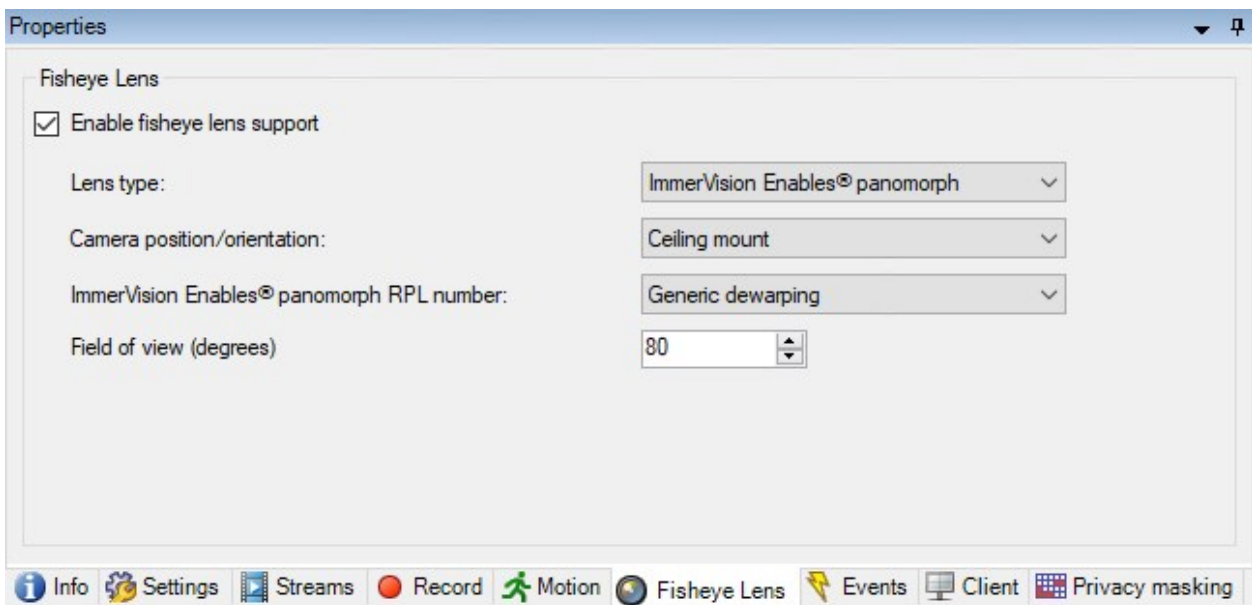 Properties
Fisheye Lens
Enable fisheye lens support
Lens type: ImmerVision Enables® panomorph
Camera position/orientation: Ceiling mount
ImmerVision Enables® panomorph RPL number: Generic dewarping
Field of view (degrees) 80
Info Settings Streams Record Motion Fisheye Lens Events Client Privacy masking